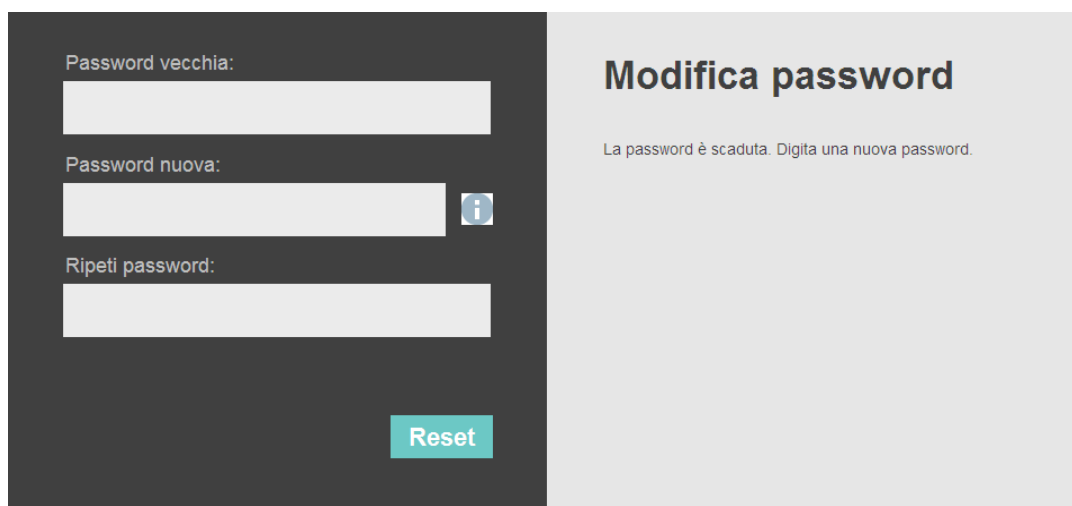 Password vecchia:
Password nuova:
Ripeti password:
Reset
Modifica password
La password è scaduta. Digita una nuova password.